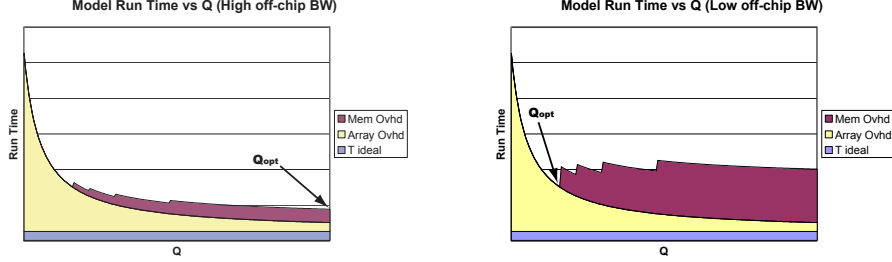 Model Run Time vs Q (High off-chip BW)
Run Time
Qopt
Mem Ovhd
Array Ovhd
T ideal
Q
Model Run Time vs Q (Low off-chip BW)
Run Time
Qopt
Mem Ovhd
Array Ovhd
T ideal
Q